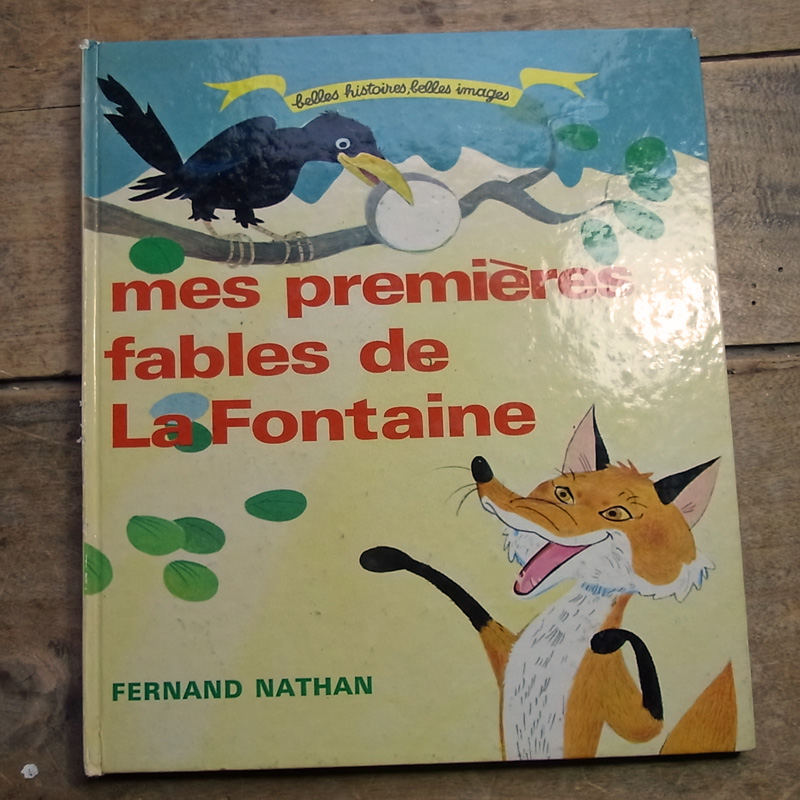 belles histoires, belles images
mes premières
fables de
La Fontaine
FERNAND NATHAN